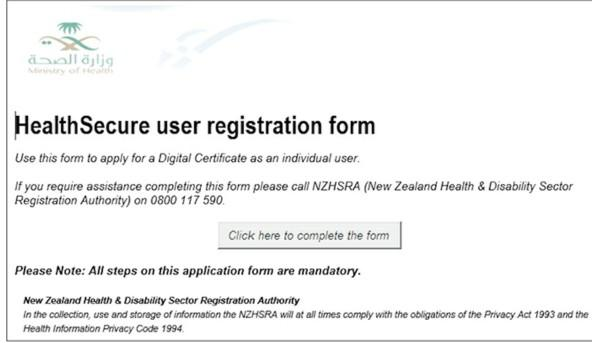 وزارة الصحة
Ministry of Health
HealthSecure user registration form
Use this form to apply for a Digital Certificate as an individual user.
If you require assistance completing this form please call NZHSRA (New Zealand Health & Disability Sector
Registration Authority) on 0800 117 590.
Click here to complete the form
Please Note: All steps on this application form are mandatory.
New Zealand Health & Disability Sector Registration Authority
In the collection, use and storage of information the NZHSRA will at all times comply with the obligations of the Privacy Act 1993 and the
Health Information Privacy Code 1994.